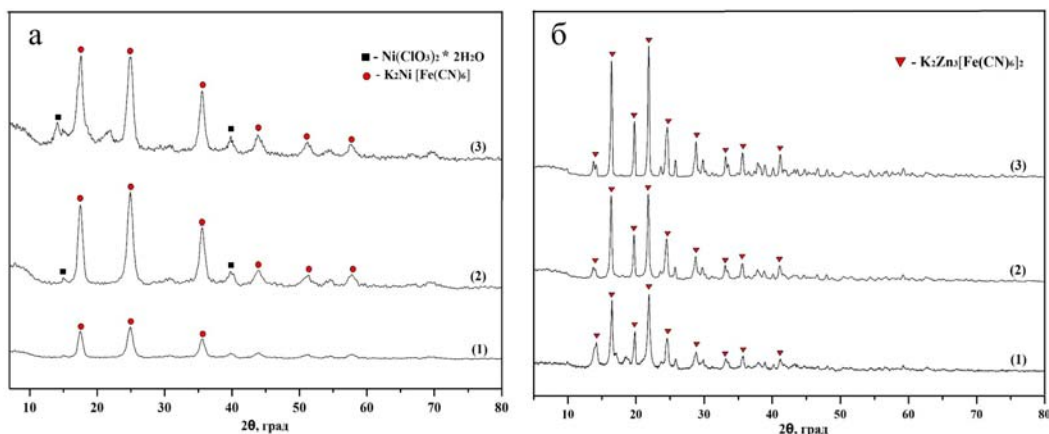 а
■ - Ni(ClO₃)₂ * 2H₂O
● - K₂Ni [Fe(CN)₆]
(3)
(2)
(1)
10 20 30 40 50 60 70 80
2θ, град
б
▼ - K₂Zn₃[Fe(CN)₆]₂
(3)
(2)
(1)
10 20 30 40 50 60 70 80
2θ, град